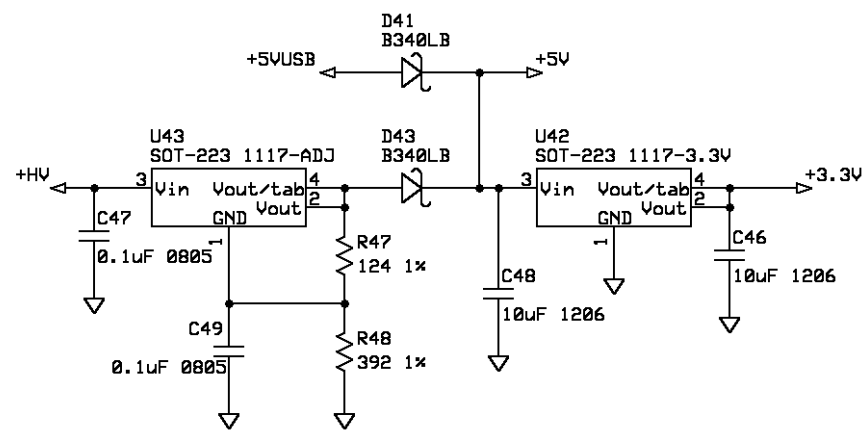 D41
B340LB
+5VUSB
+5V
U43
SOT-223 1117-ADJ
D43
B340LB
U42
SOT-223 1117-3.3V
+HV
3
Vin
Vout/tab
4
Vout
2
GND
1
3
Vin
Vout/tab
4
Vout
2
GND
1
+3.3V
C47
0.1uF 0805
R47
124 1%
C48
10uF 1206
C46
10uF 1206
C49
0.1uF 0805
R48
392 1%